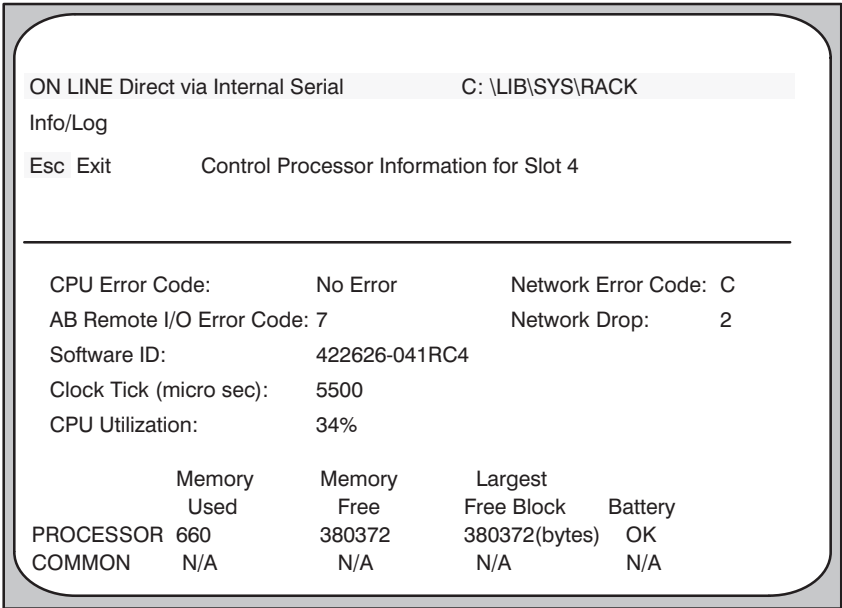 ON LINE Direct via Internal Serial C: \LIB\SYS\RACK
Info/Log
Esc Exit Control Processor Information for Slot 4
CPU Error Code: No Error Network Error Code: C
AB Remote I/O Error Code: 7 Network Drop: 2
Software ID: 422626-041RC4
Clock Tick (micro sec): 5500
CPU Utilization: 34%
Memory Memory Largest
Used Free Free Block Battery
PROCESSOR 660 380372 380372(bytes) OK
COMMON N/A N/A N/A N/A